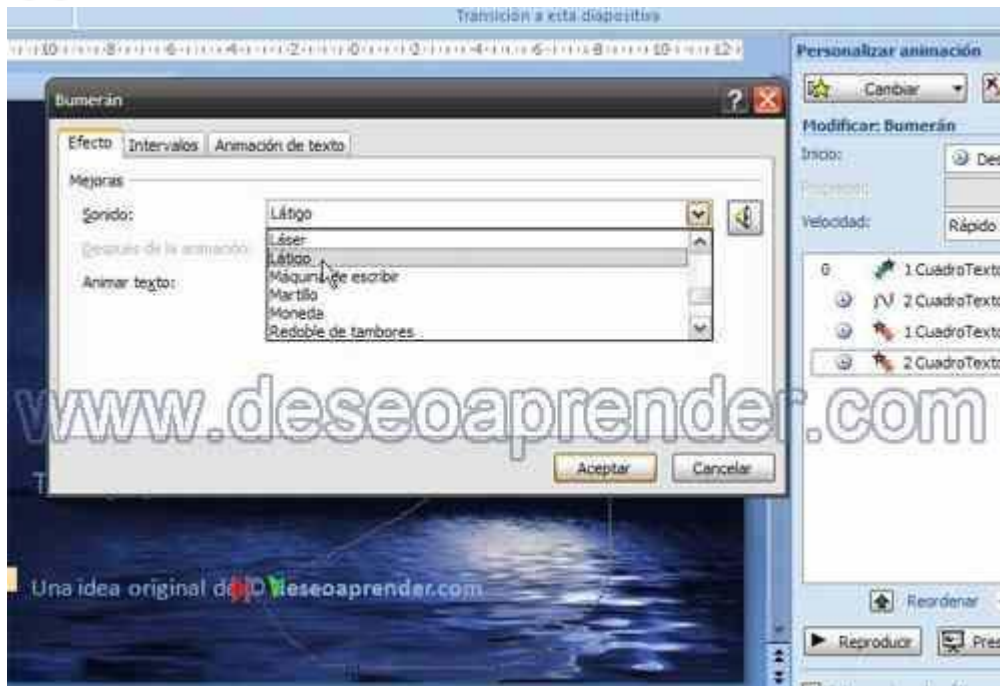 Transición a esta diapositiva
Personalizar animación
Bumerán
Cambiar
Modificar: Bumerán
Efecto Intervalos Animación de texto
Inicio:
Mejoras
Sonido: Látigo
Velocidad: Rápido
Después de la animación:
Láser
Látigo
Animar texto:
Máquina de escribir
Martillo
Moneda
Redoble de tambores
0 1 CuadroTexto
2 CuadroTexto
1 CuadroTexto
2 CuadroTexto
www.deseoaprender.com
Aceptar Cancelar
Una idea original de deseoaprender.com
Reordenar
Reproducir